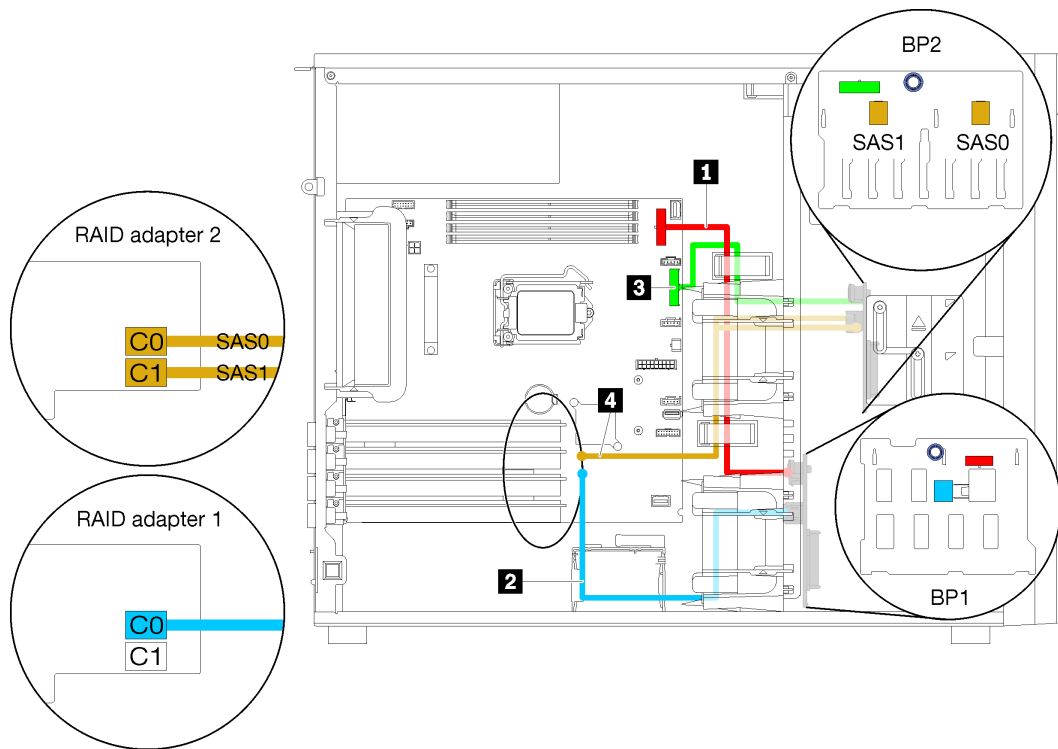 BP2
SAS1
SAS0
1
RAID adapter 2
C0
SAS0
C1
SAS1
3
4
RAID adapter 1
C0
C1
2
BP1